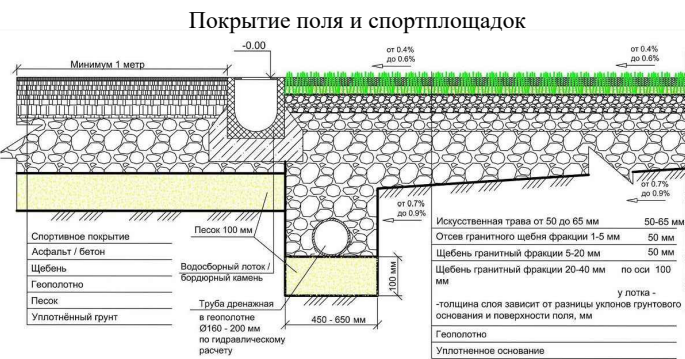 Покрытие поля и спортплощадок
-0.00
Минимум 1 метр
от 0.4%
до 0.6%
от 0.4%
до 0.6%
от 0.7%
до 0.9%
от 0.7%
до 0.9%
Спортивное покрытие
Асфальт / бетон
Щебень
Геополотно
Песок
Уплотнённый грунт
Песок 100 мм
Водосборный лоток /
бордюрный камень
Труба дренажная
в геополотне
Ø160 - 200 мм
по гидравлическому
расчету
100 мм
450 - 650 мм
Искусственная трава от 50 до 65 мм 50-65 мм
Отсев гранитного щебня фракции 1-5 мм 50 мм
Щебень гранитный фракции 5-20 мм 50 мм
Щебень гранитный фракции 20-40 мм по оси 100
мм
у лотка -
-толщина слоя зависит от разницы уклонов грунтового
основания и поверхности поля, мм
Геополотно
Уплотненное основание